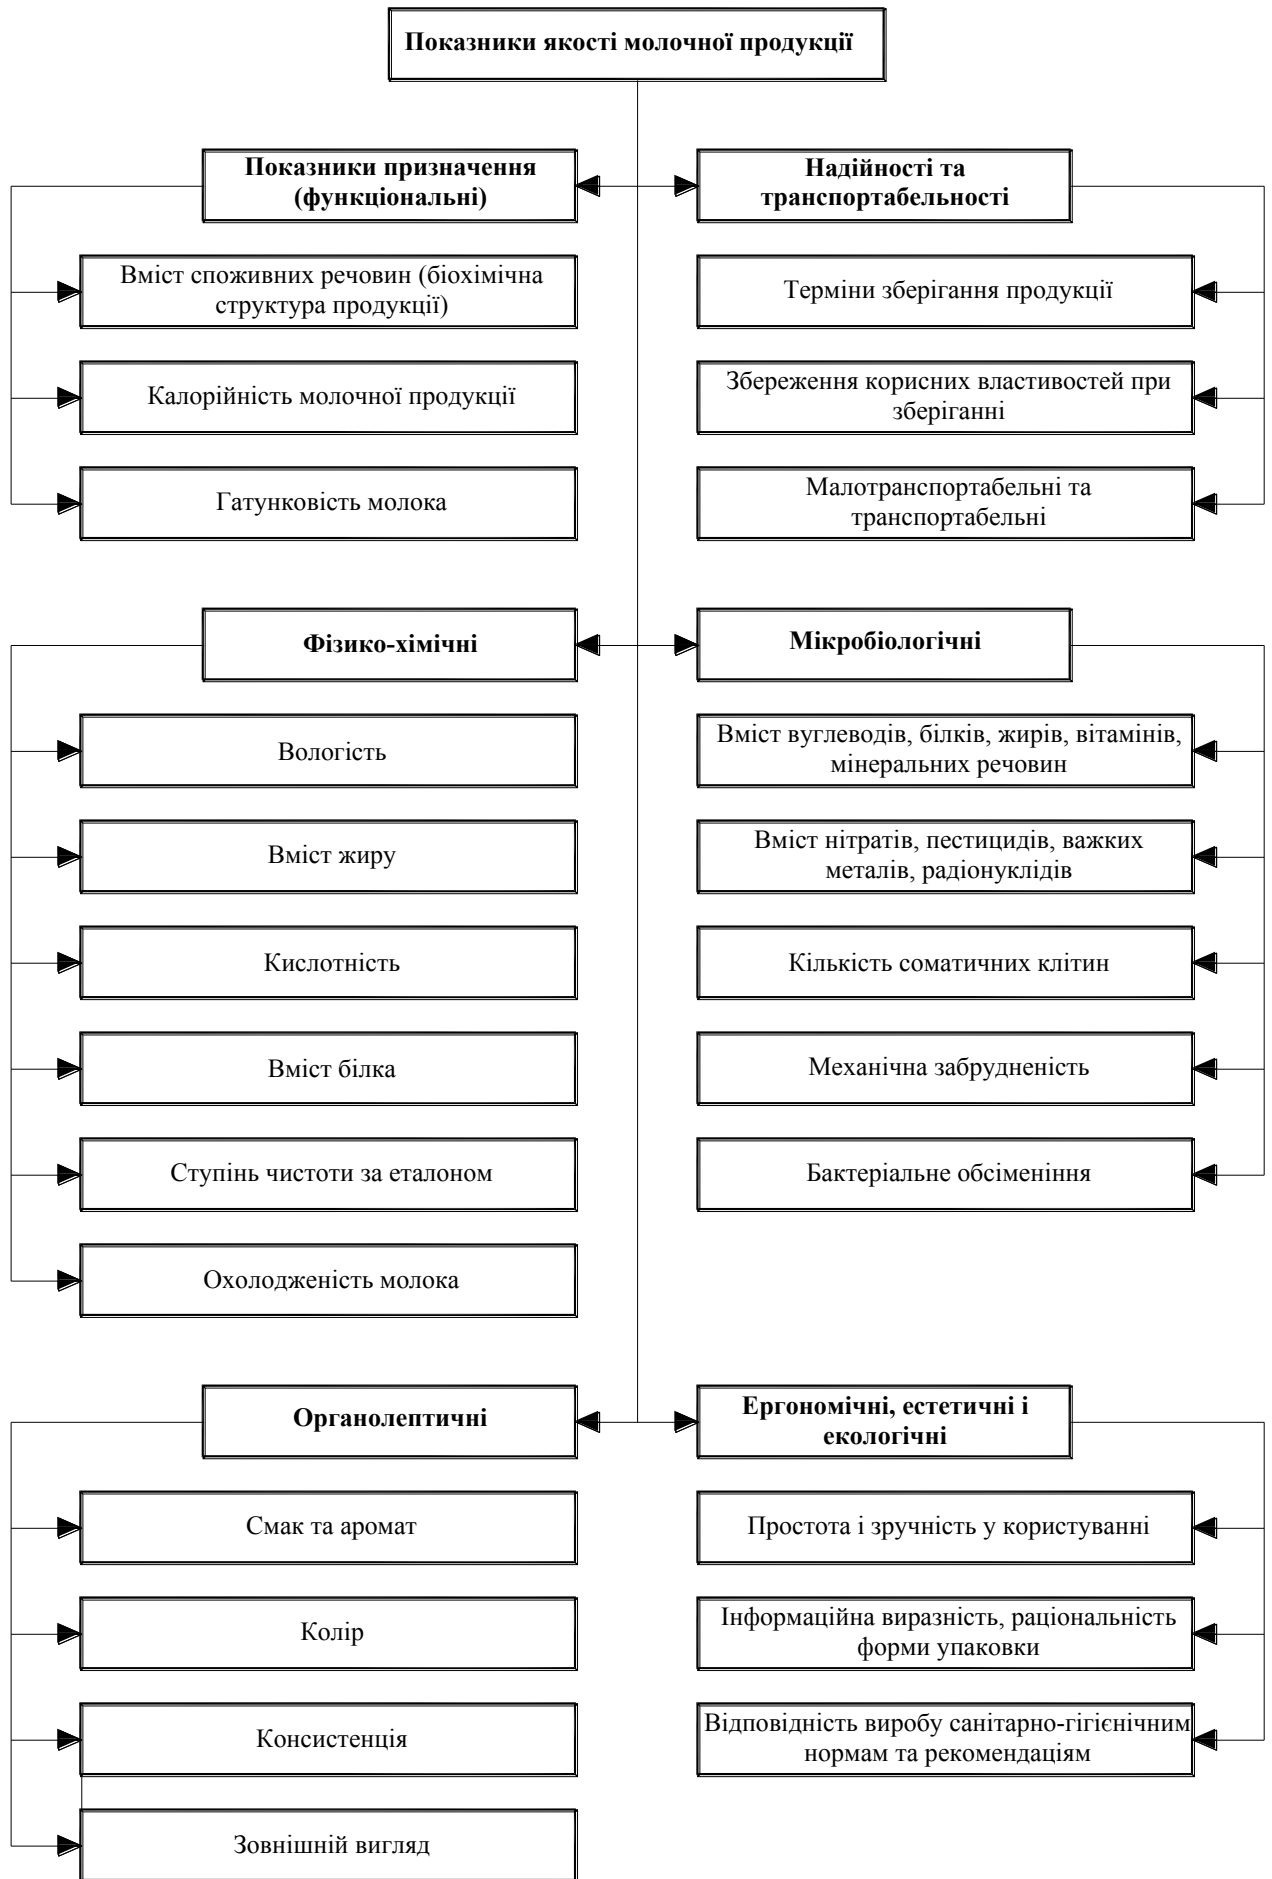 Показники якості молочної продукції
Показники призначення
(функціональні)
Вміст споживних речовин (біохімічна
структура продукції)
Калорійність молочної продукції
Гатунковість молока
Надійності та
транспортабельності
Терміни зберігання продукції
Збереження корисних властивостей при
зберіганні
Малотранспортабельні та
транспортабельні
Фізико-хімічні
Вологість
Вміст жиру
Кислотність
Вміст білка
Ступінь чистоти за еталоном
Охолодженість молока
Мікробіологічні
Вміст вуглеводів, білків, жирів, вітамінів,
мінеральних речовин
Вміст нітратів, пестицидів, важких
металів, радіонуклідів
Кількість соматичних клітин
Механічна забрудненість
Бактеріальне обсіменіння
Органолептичні
Смак та аромат
Колір
Консистенція
Зовнішній вигляд
Ергономічні, естетичні і
екологічні
Простота і зручність у користуванні
Інформаційна виразність, раціональність
форми упаковки
Відповідність виробу санітарно-гігієнічним
нормам та рекомендаціям